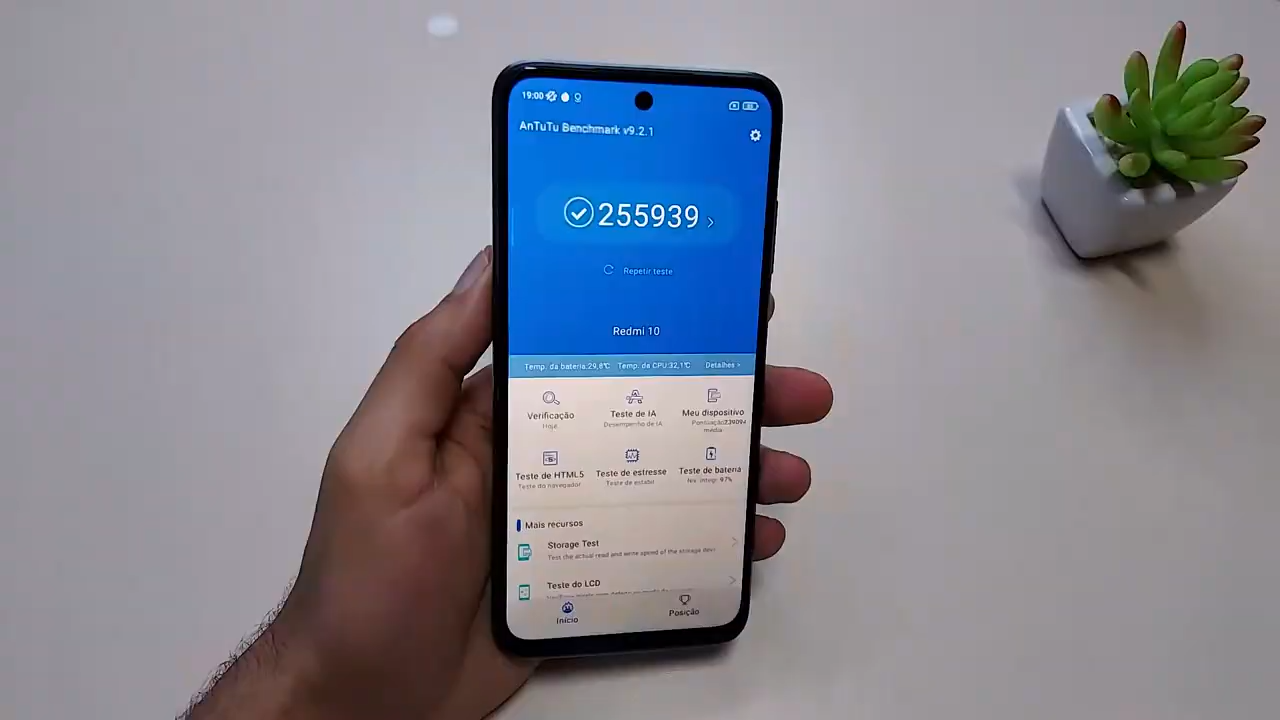 19:00
AnTuTu Benchmark v9.2.1
255939
Repetir teste
Redmi 10
Temp. da bateria:29,8℃ Temp. da CPU:32,1℃ Detalhes >
Verificação
Hoje
Teste de IA
Desempenho de IA
Meu dispositivo
Pontuação
média
Teste de HTML5
Teste do navegador
Teste de estresse
Teste de estabil
Teste de bateria
97%
Mais recursos
Storage Test
Test the actual read and write speed of the storage devi
Teste do LCD
Início
Posição